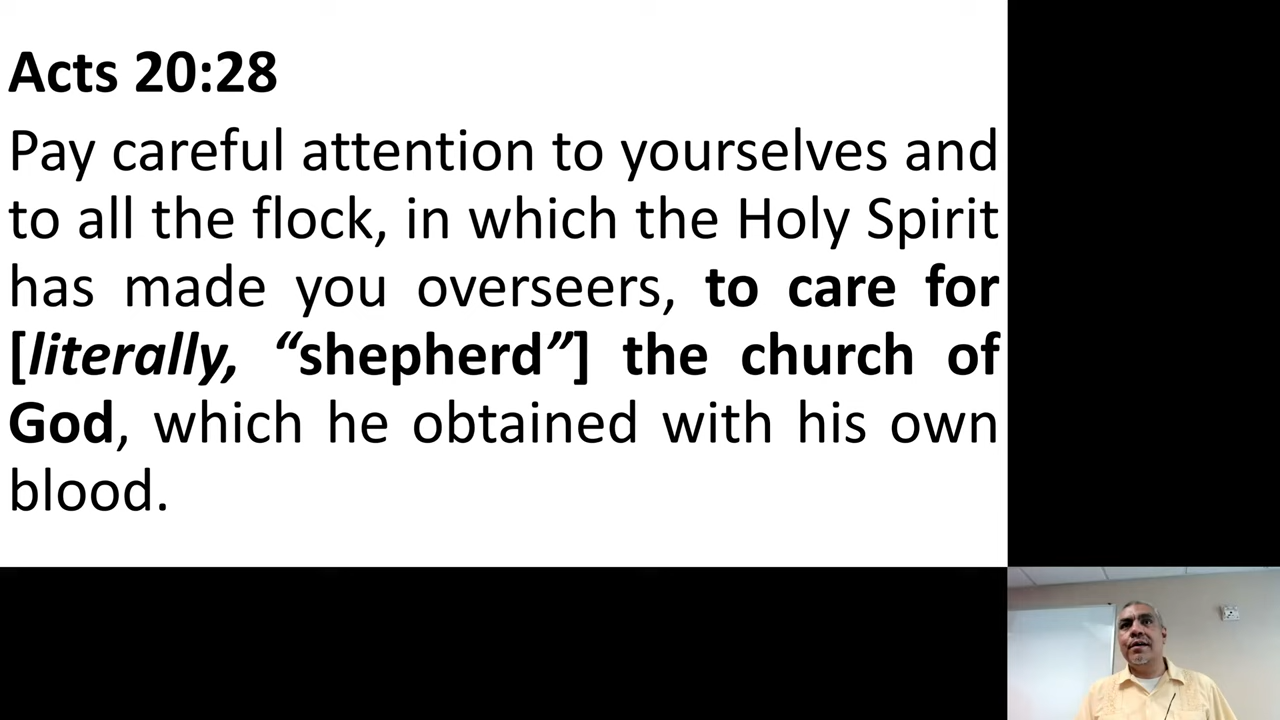 Acts 20:28
Pay careful attention to yourselves and
to all the flock, in which the Holy Spirit
has made you overseers, to care for
[literally, “shepherd”] the church of
God, which he obtained with his own
blood.